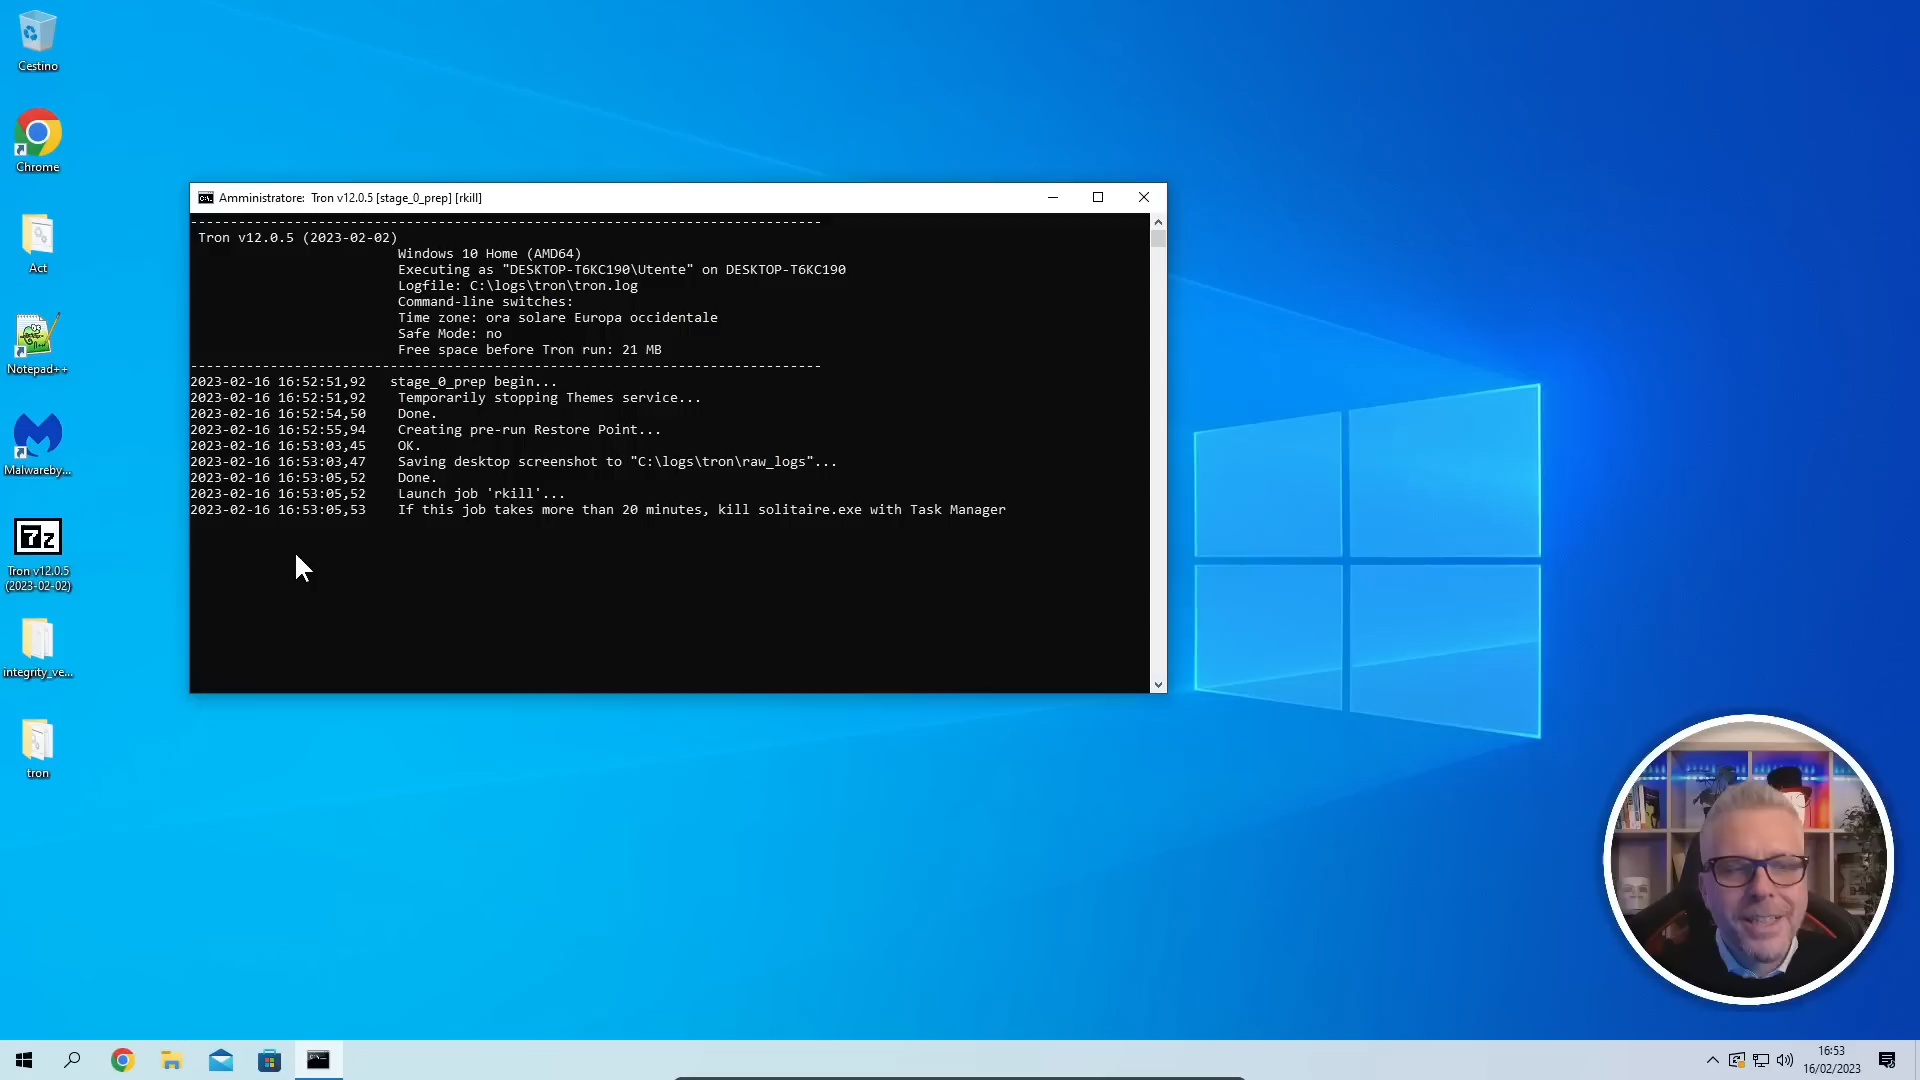 Cestino
Chrome
Act
Notepad++
Malwareby...
7z
Tron v12.0.5
(2023-02-02)
integrity_ve...
tron
Amministratore: Tron v12.0.5 [stage_0_prep] [rkill]
--------------------------------------------------------------------------------
Tron v12.0.5 (2023-02-02)
Windows 10 Home (AMD64)
Executing as "DESKTOP-T6KC190\Utente" on DESKTOP-T6KC190
Logfile: C:\logs\tron\tron.log
Command-line switches:
Time zone: ora solare Europa occidentale
Safe Mode: no
Free space before Tron run: 21 MB
--------------------------------------------------------------------------------
2023-02-16 16:52:51,92 stage_0_prep begin...
2023-02-16 16:52:51,92 Temporarily stopping Themes service...
2023-02-16 16:52:54,50 Done.
2023-02-16 16:52:55,94 Creating pre-run Restore Point...
2023-02-16 16:53:03,45 OK.
2023-02-16 16:53:03,47 Saving desktop screenshot to "C:\logs\tron\raw_logs"...
2023-02-16 16:53:05,52 Done.
2023-02-16 16:53:05,52 Launch job 'rkill'...
2023-02-16 16:53:05,53 If this job takes more than 20 minutes, kill solitaire.exe with Task Manager
16:53
16/02/2023